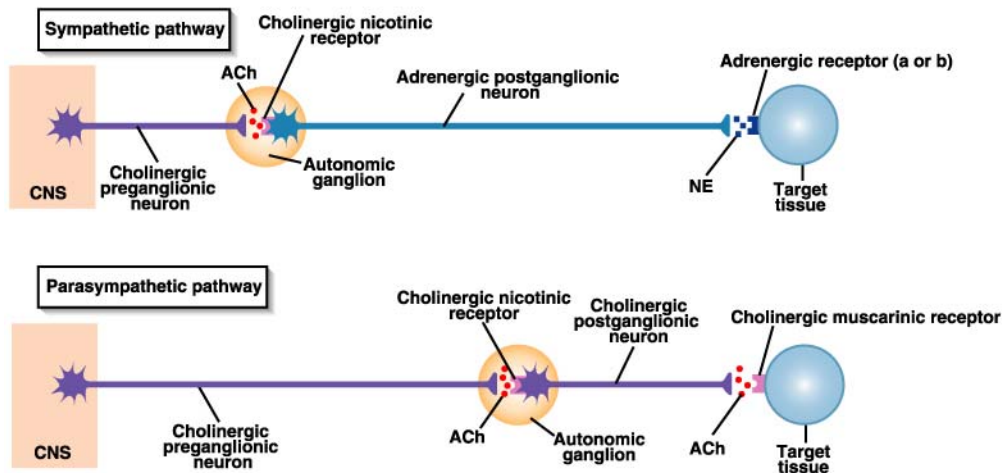 Sympathetic pathway
Cholinergic nicotinic
receptor
ACh
Adrenergic postganglionic
neuron
Adrenergic receptor (a or b)
CNS
Cholinergic
preganglionic
neuron
Autonomic
ganglion
NE
Target
tissue
Parasympathetic pathway
Cholinergic nicotinic
receptor
Cholinergic
postganglionic
neuron
Cholinergic muscarinic receptor
CNS
Cholinergic
preganglionic
neuron
ACh
Autonomic
ganglion
ACh
Target
tissue